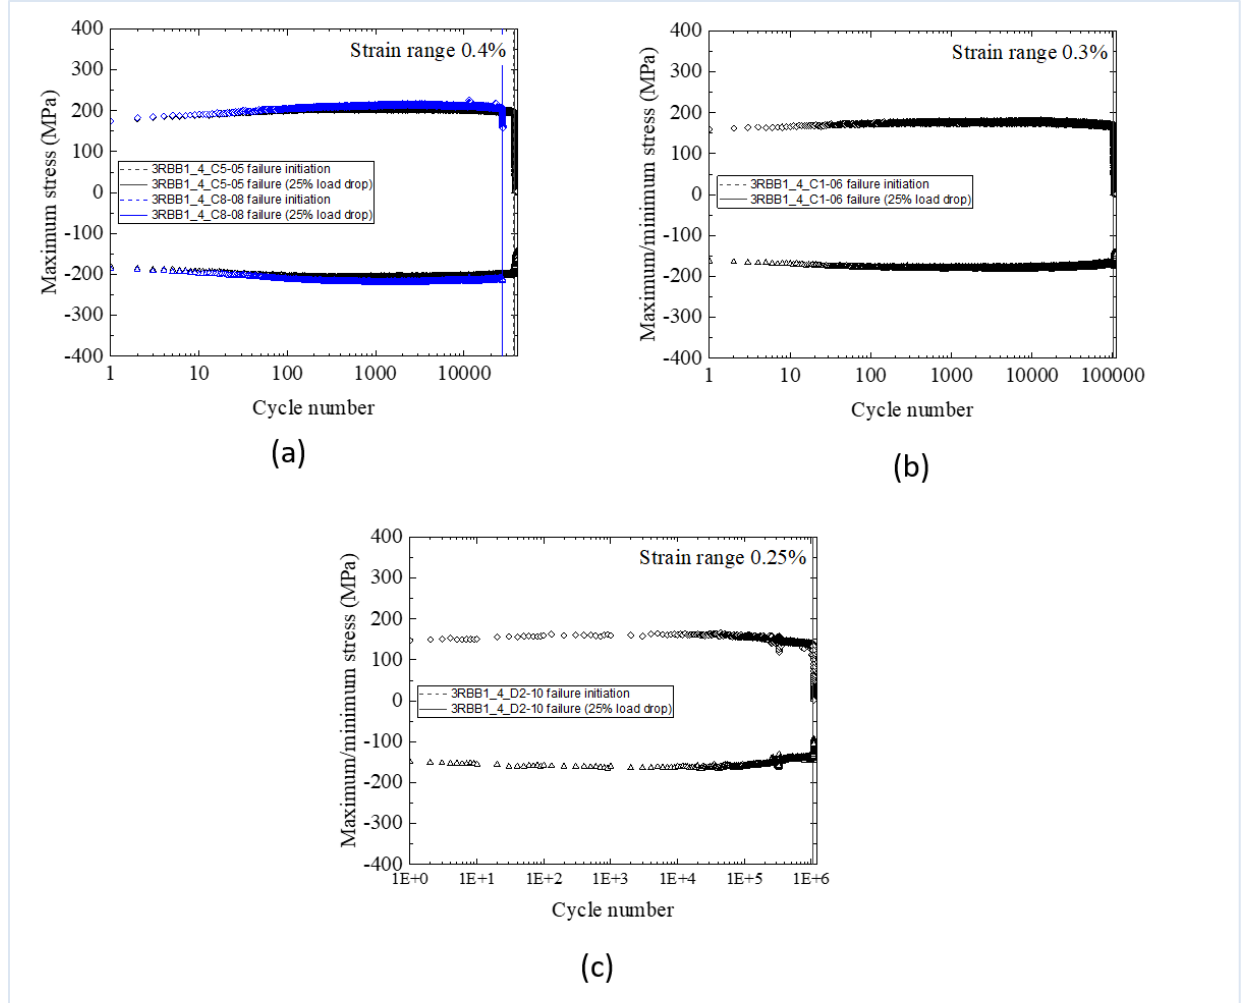 400
300
200
100
0
-100
-200
-300
-400
Maximum stress (MPa)
Strain range 0.4%
3RBB1_4_C5-05 failure initiation
3RBB1_4_C5-05 failure (25% load drop)
3RBB1_4_C8-08 failure initiation
3RBB1_4_C8-08 failure (25% load drop)
1 10 100 1000 10000
Cycle number
(a)
400
300
200
100
0
-100
-200
-300
-400
Maximum/minimum stress (MPa)
Strain range 0.3%
3RBB1_4_C1-06 failure initiation
3RBB1_4_C1-06 failure (25% load drop)
1 10 100 1000 10000 100000
Cycle number
(b)
400
300
200
100
0
-100
-200
-300
-400
Maximum/minimum stress (MPa)
Strain range 0.25%
3RBB1_4_D2-10 failure initiation
3RBB1_4_D2-10 failure (25% load drop)
1E+0 1E+1 1E+2 1E+3 1E+4 1E+5 1E+6
Cycle number
(c)